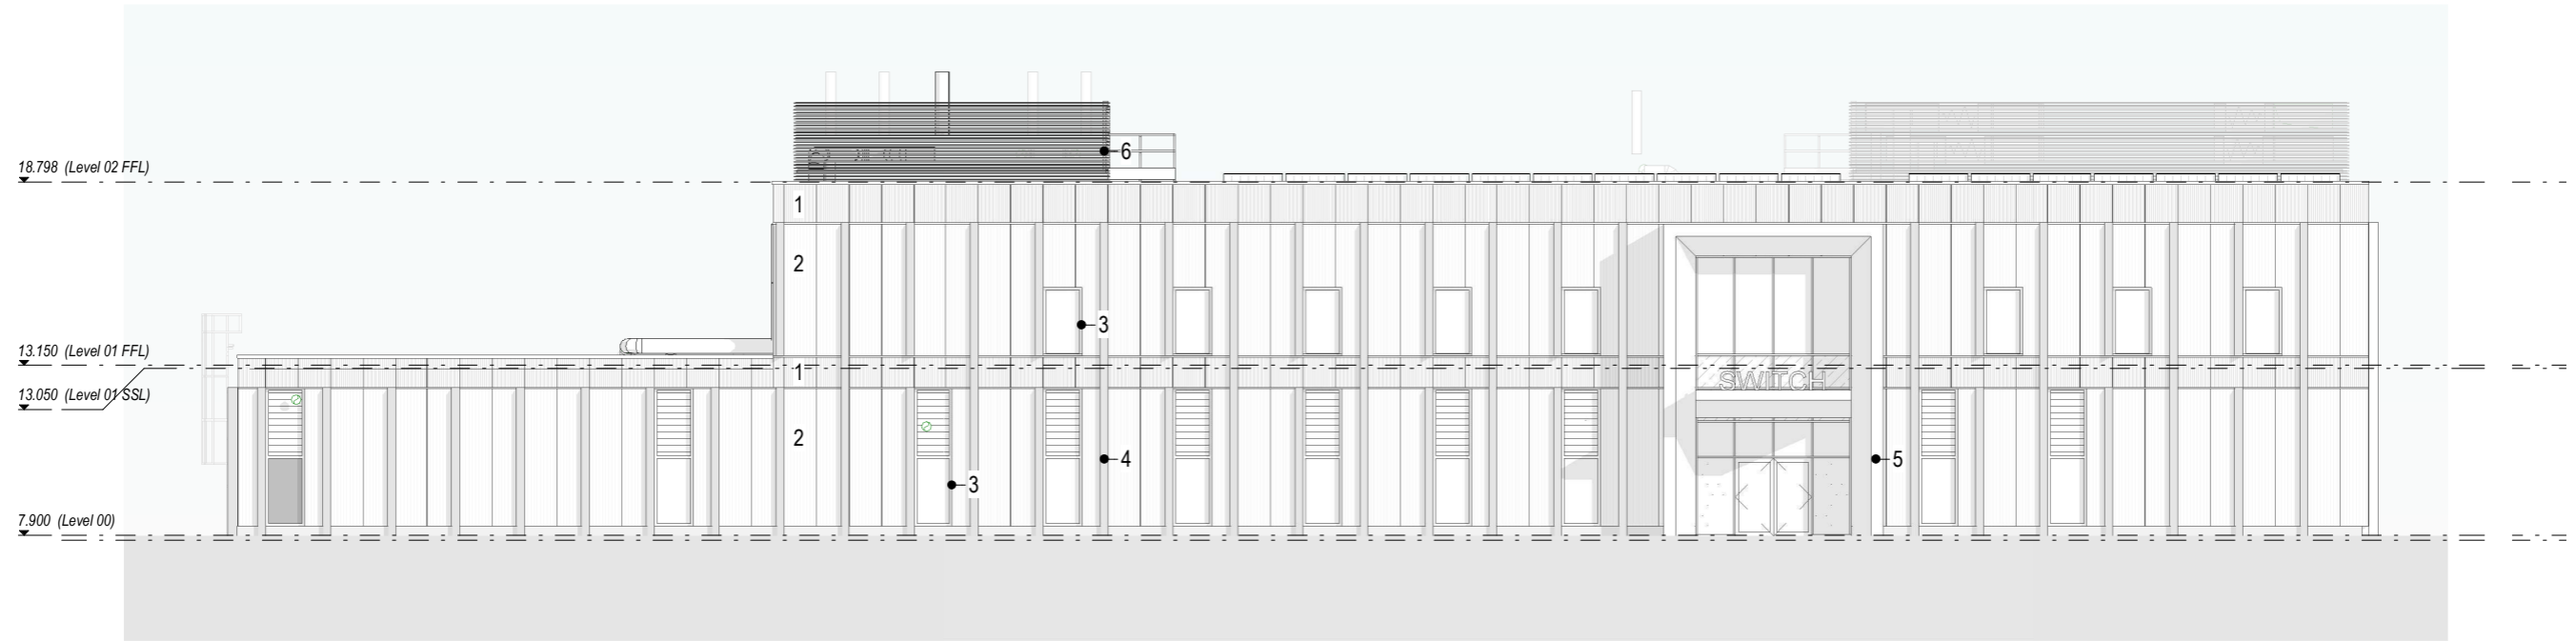 6
18.798 (Level 02 FFL)
1
2
3
13.150 (Level 01 FFL)
1
SWITCH
13.050 (Level 01 SSL)
2
4
5
3
7.900 (Level 00)